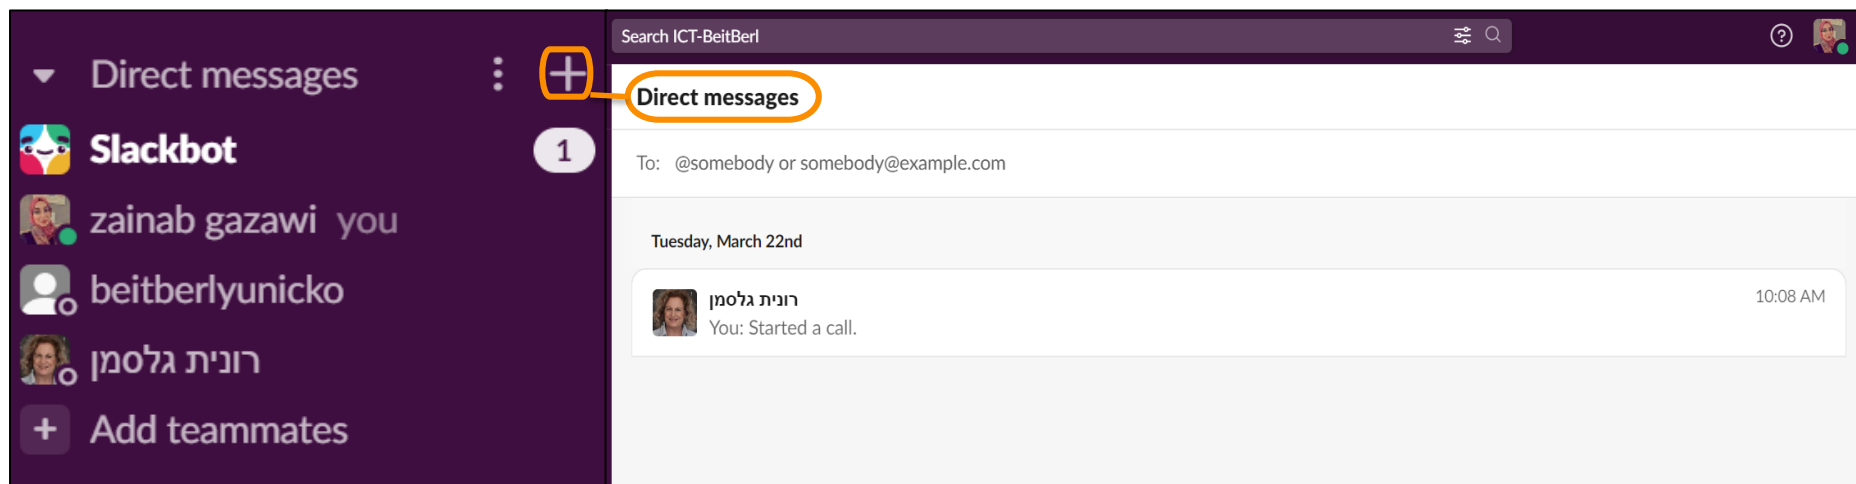 Direct messages
Slackbot
1
zainab gazawi you
beitberlyunicko
רונית גלסמן
Add teammates
Search ICT-BeitBerl
Direct messages
To: @somebody or somebody@example.com
Tuesday, March 22nd
רונית גלסמן
10:08 AM
You: Started a call.